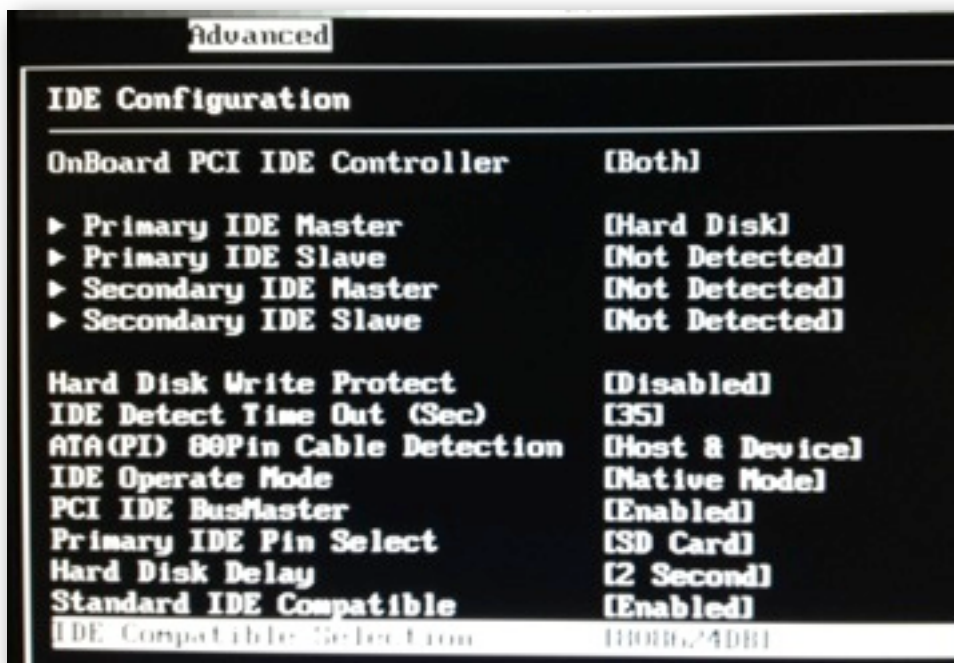 Advanced
IDE Configuration
OnBoard PCI IDE Controller [Both]
► Primary IDE Master [Hard Disk]
► Primary IDE Slave [Not Detected]
► Secondary IDE Master [Not Detected]
► Secondary IDE Slave [Not Detected]
Hard Disk Write Protect [Disabled]
IDE Detect Time Out (Sec) [35]
ATA(PI) 80Pin Cable Detection [Host & Device]
IDE Operate Mode [Native Mode]
PCI IDE BusMaster [Enabled]
Primary IDE Pin Select [SD Card]
Hard Disk Delay [2 Second]
Standard IDE Compatible [Enabled]
IDE Compatible Selection [808624DB]